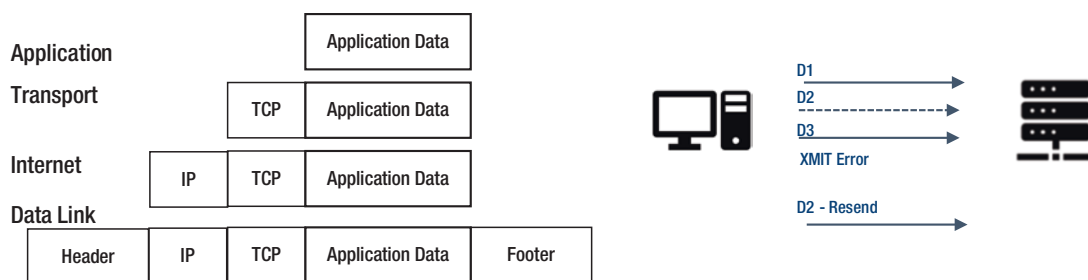 Application
Application Data
Transport
TCP
Application Data
Internet
IP
TCP
Application Data
Data Link
Header
IP
TCP
Application Data
Footer
D1
D2
D3
XMIT Error
D2 - Resend